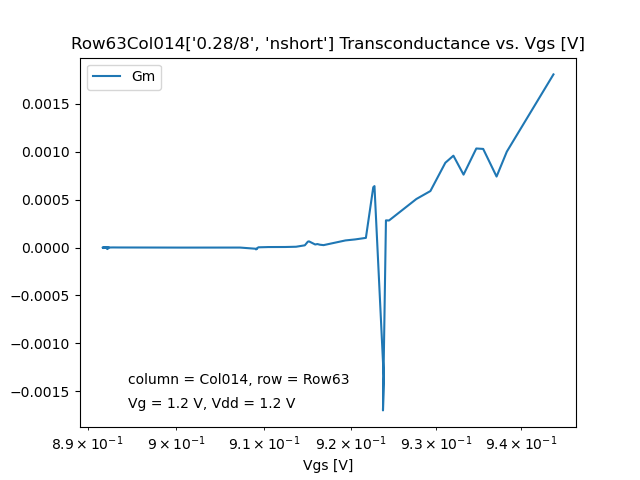 Row63Col014['0.28/8', 'nshort'] Transconductance vs. Vgs [V]
Gm
0.0015
0.0010
0.0005
0.0000
−0.0005
−0.0010
−0.0015
column = Col014, row = Row63
Vg = 1.2 V, Vdd = 1.2 V
8.9 × 10⁻¹ 9 × 10⁻¹ 9.1 × 10⁻¹ 9.2 × 10⁻¹ 9.3 × 10⁻¹ 9.4 × 10⁻¹
Vgs [V]